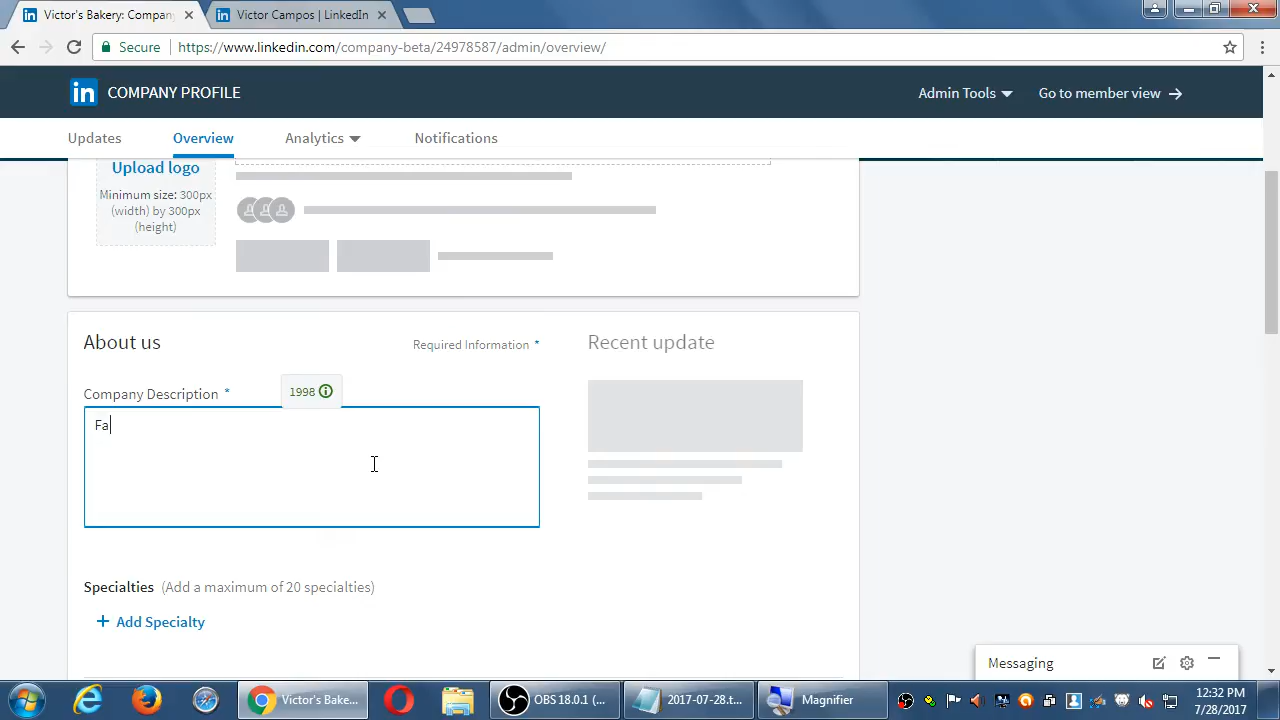 Victor's Bakery: Company
Victor Campos | LinkedIn
Secure
https://www.linkedin.com/company-beta/24978587/admin/overview/
in COMPANY PROFILE
Admin Tools
Go to member view
Updates
Overview
Analytics
Notifications
Upload logo
Minimum size: 300px
(width) by 300px
(height)
About us
Required Information *
Recent update
Company Description *
1998
Fa
Specialties (Add a maximum of 20 specialties)
+ Add Specialty
Messaging
Victor's Bake...
OBS 18.0.1 (...
2017-07-28.t...
Magnifier
12:32 PM
7/28/2017